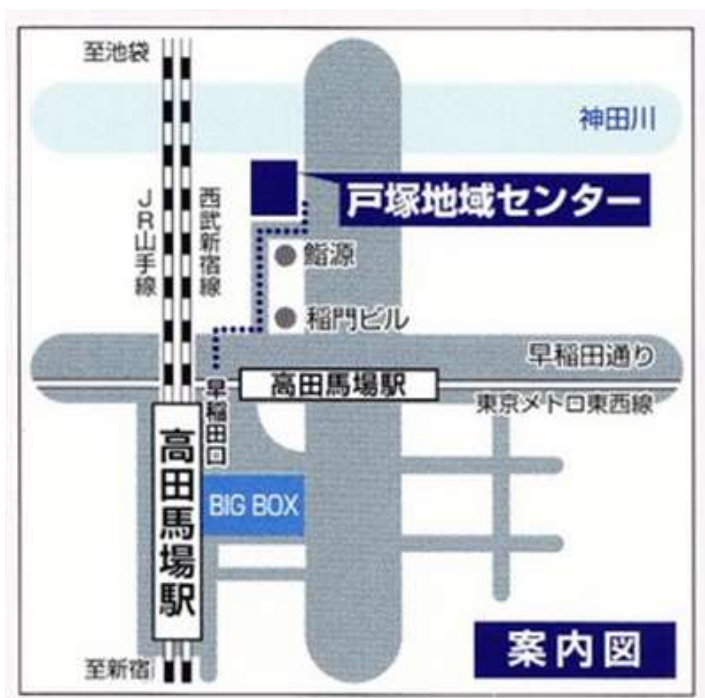 至池袋
神田川
戸塚地域センター
JR山手線
西武新宿線
鮨源
稲門ビル
早稲田通り
高田馬場駅
東京メトロ東西線
早稲田口
高田馬場駅
BIG BOX
案内図
至新宿